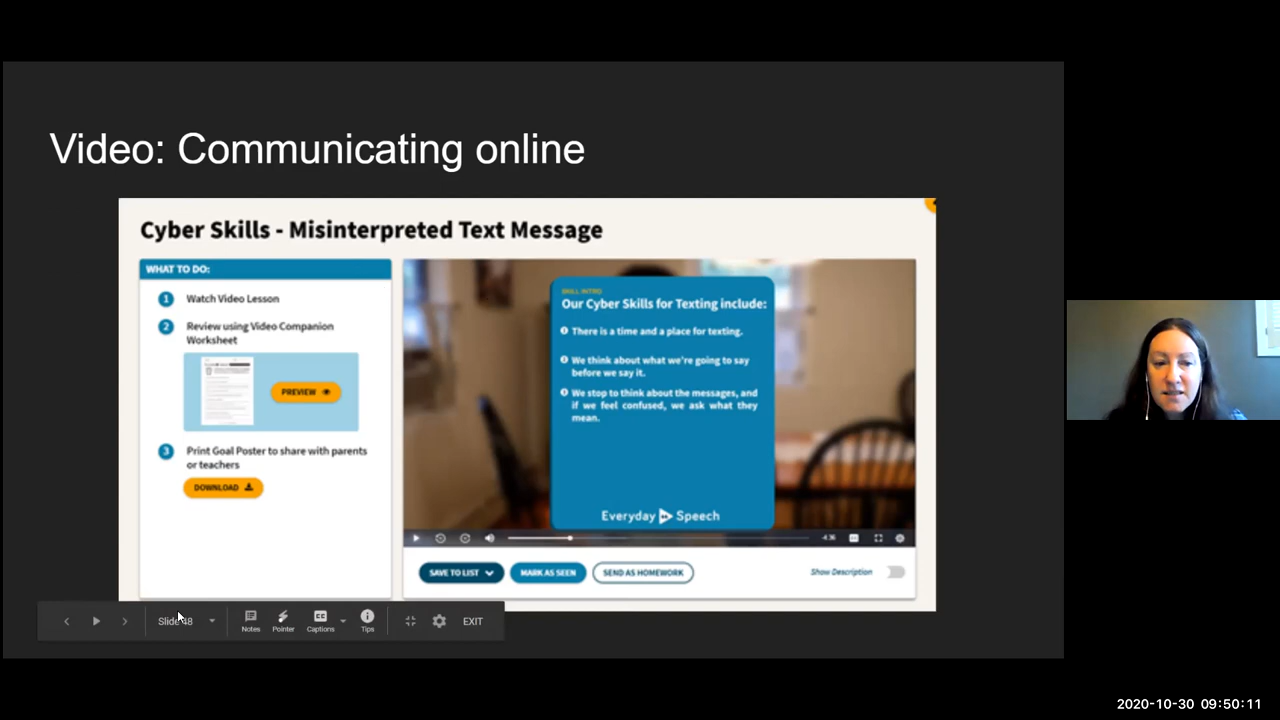 Video: Communicating online
Cyber Skills - Misinterpreted Text Message
WHAT TO DO:
1 Watch Video Lesson
2 Review using Video Companion
Worksheet
PREVIEW
3 Print Goal Poster to share with parents
or teachers
DOWNLOAD
SKILL INTRO
Our Cyber Skills for Texting include:
There is a time and a place for texting.
We think about what we're going to say
before we say it.
We stop to think about the messages, and
if we feel confused, we ask what they
mean.
Everyday Speech
-4:36
SAVE TO LIST
MARK AS SEEN
SEND AS HOMEWORK
Show Description
Slide 48
Notes
Pointer
Captions
Tips
EXIT
2020-10-30 09:50:11